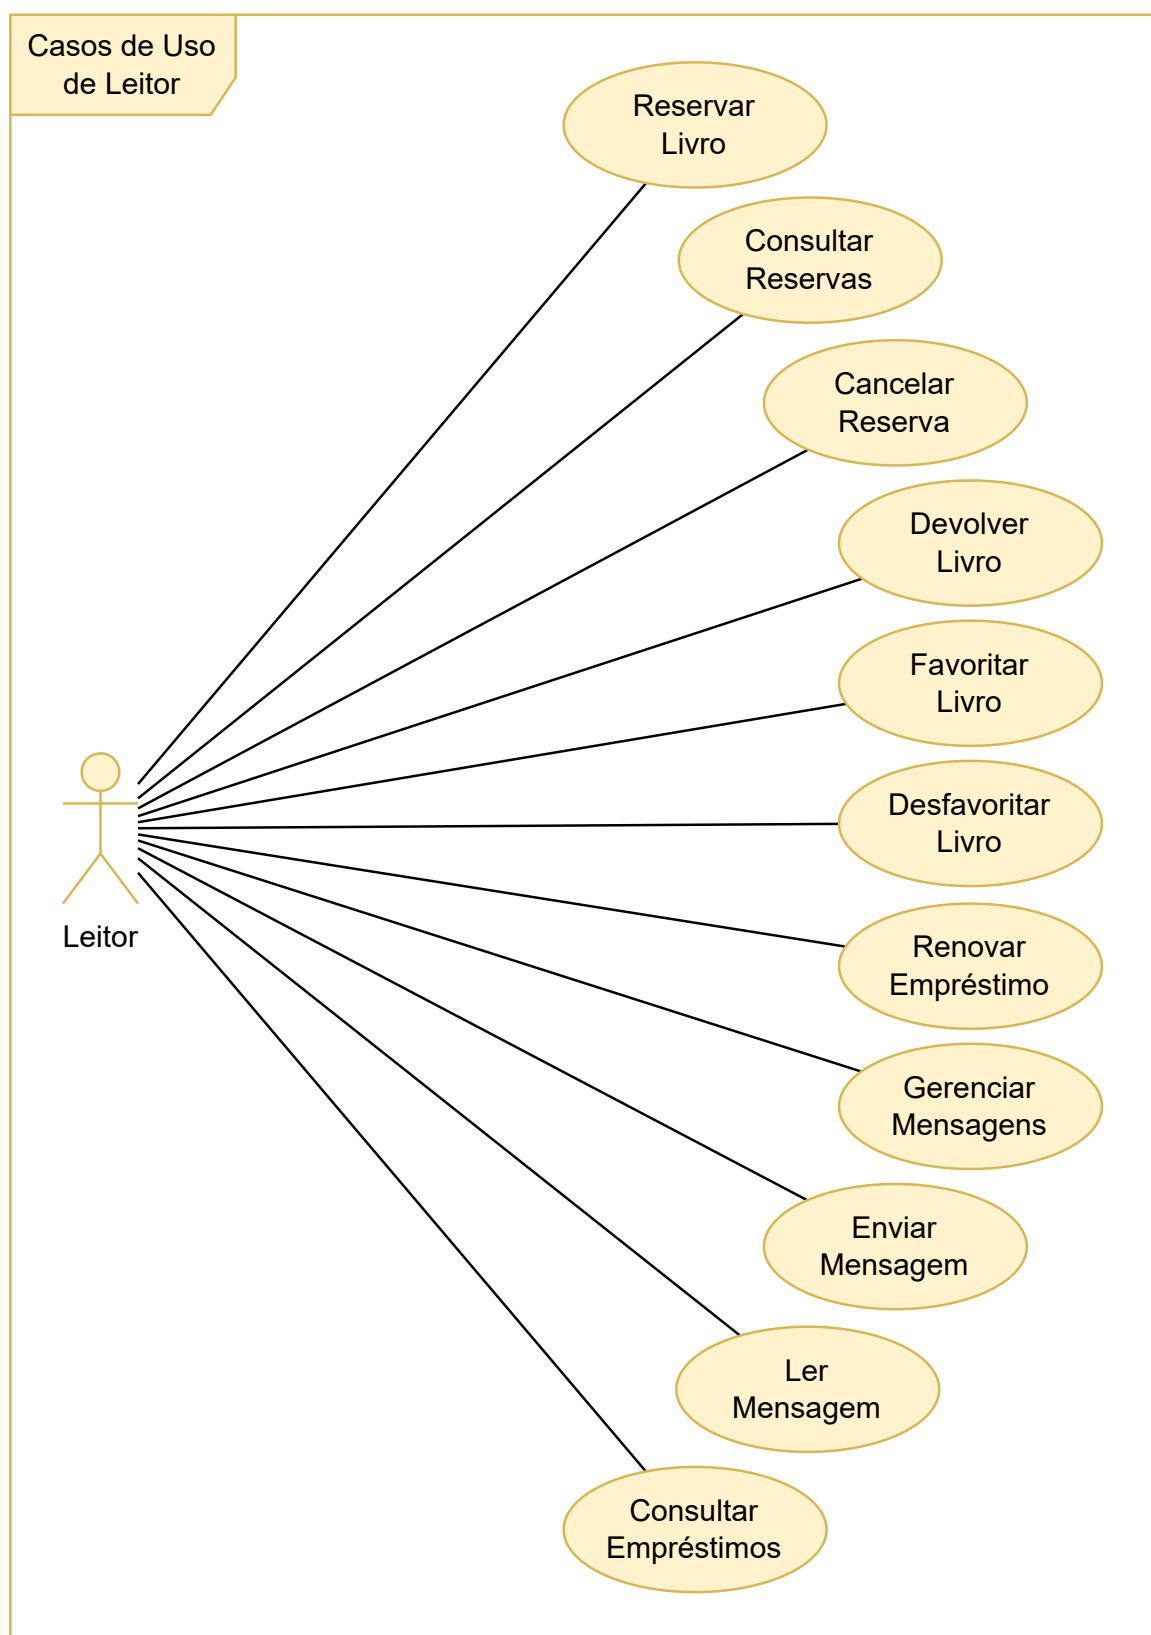 Casos de Uso
de Leitor
Reservar
Livro
Consultar
Reservas
Cancelar
Reserva
Devolver
Livro
Favoritar
Livro
Desfavoritar
Livro
Leitor
Renovar
Empréstimo
Gerenciar
Mensagens
Enviar
Mensagem
Ler
Mensagem
Consultar
Empréstimos